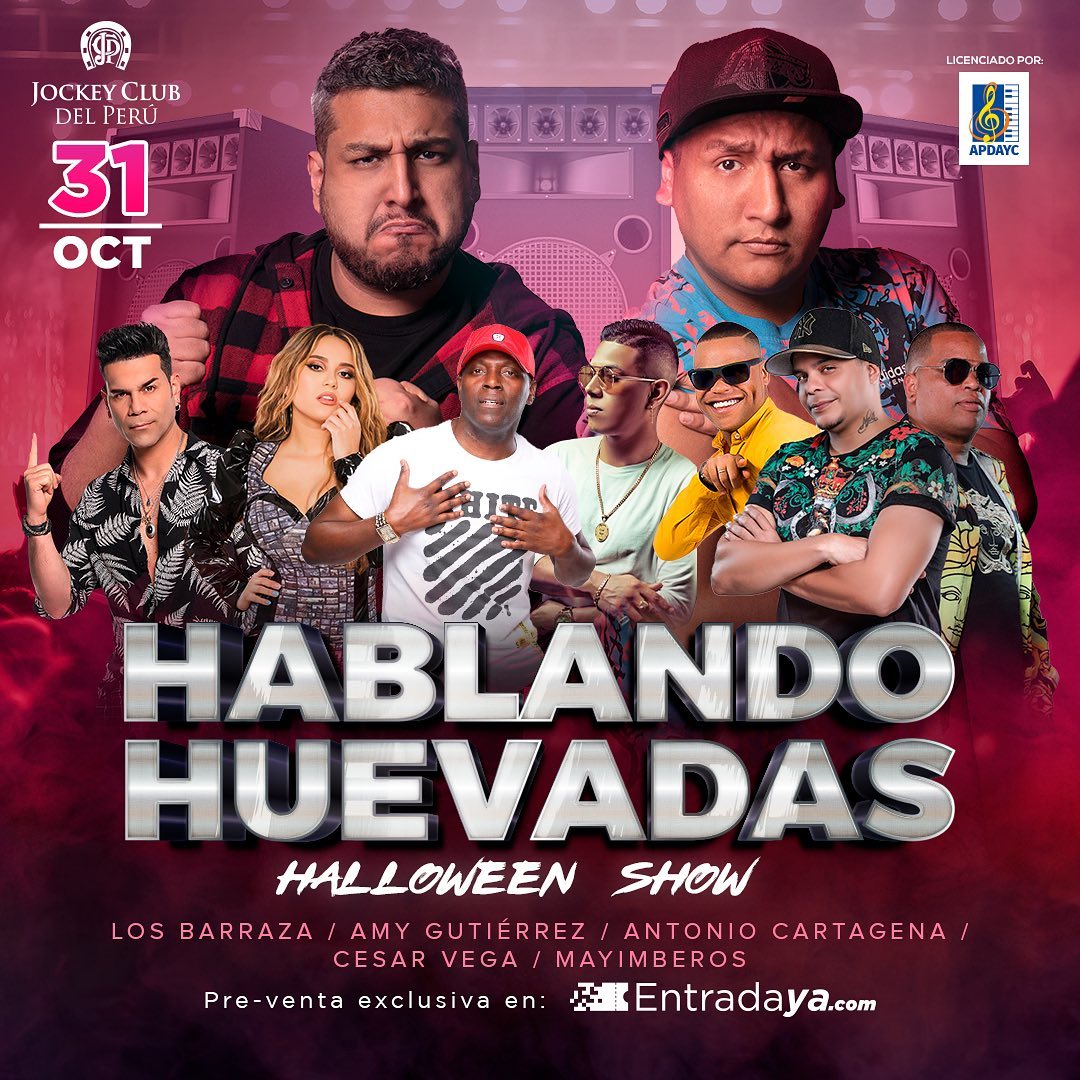 JOCKEY CLUB
DEL PERÚ
31
OCT
LICENCIADO POR:
APDAYC
HABLANDO
HUEVADAS
HALLOWEEN SHOW
LOS BARRAZA / AMY GUTIÉRREZ / ANTONIO CARTAGENA /
CESAR VEGA / MAYIMBEROS
Pre-venta exclusiva en: Entradaya.com